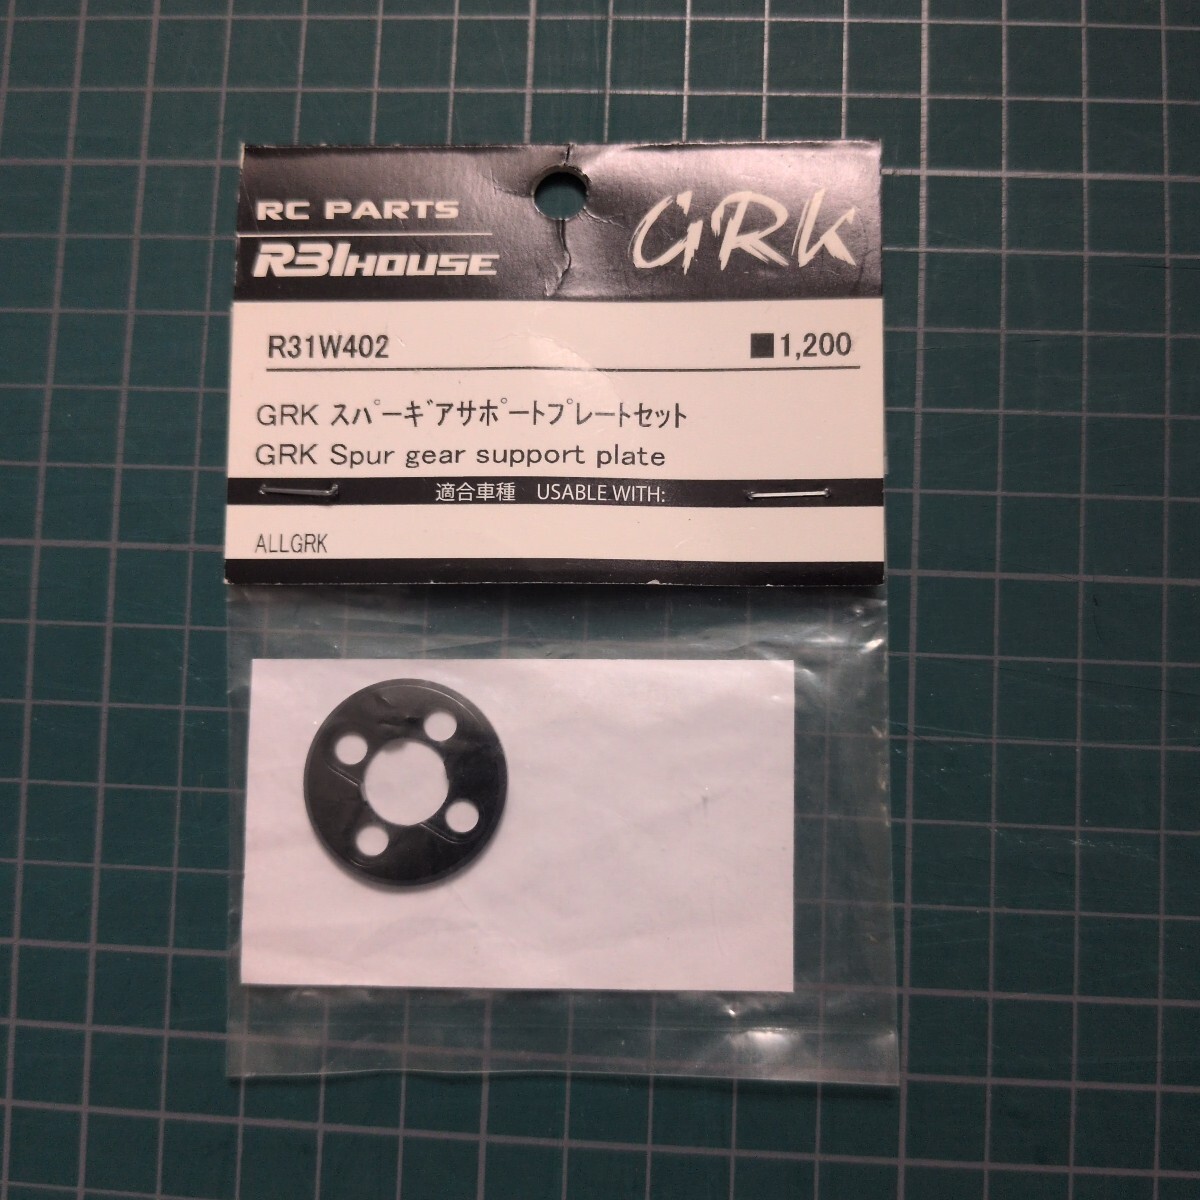 RC PARTS
R31HOUSE
GRK
R31W402
■1,200
GRK スパーギアサポートプレートセット
GRK Spur gear support plate
適合車種 USABLE WITH:
ALLGRK